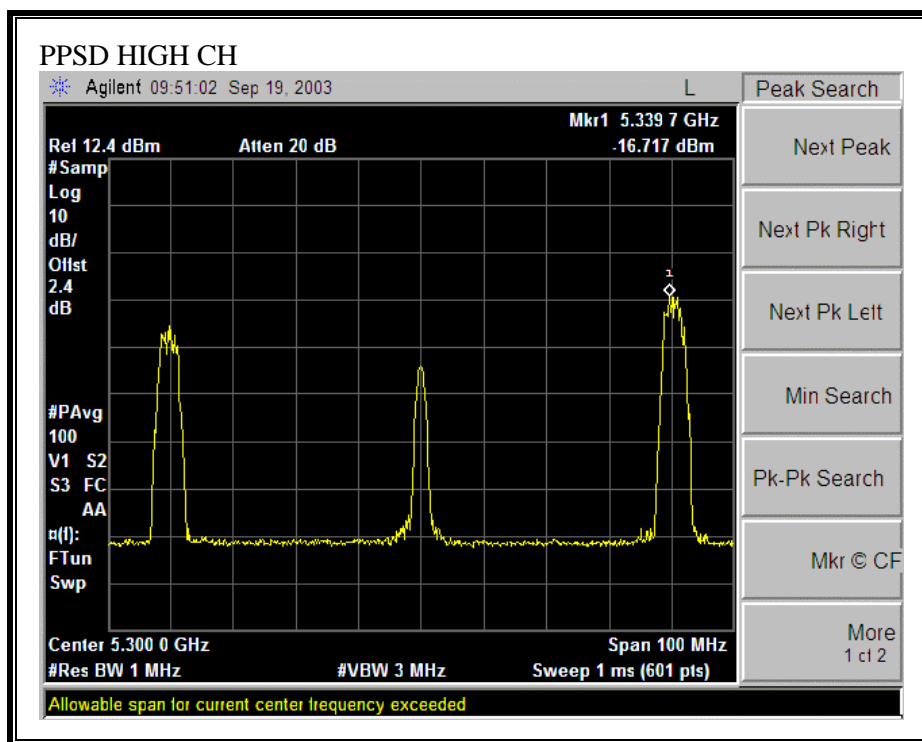 PPSD HIGH CH
Agilent 09:51:02 Sep 19, 2003 L
Peak Search
Mkr1 5.339 7 GHz
Ref 12.4 dBm Atten 20 dB -16.717 dBm
#Samp
Log
10
dB/
Offst
2.4
dB
1
#PAvg
100
V1 S2
S3 FC
AA
¤(f):
FTun
Swp
Center 5.300 0 GHz Span 100 MHz
#Res BW 1 MHz #VBW 3 MHz Sweep 1 ms (601 pts)
Allowable span for current center frequency exceeded
Next Peak
Next Pk Right
Next Pk Left
Min Search
Pk-Pk Search
Mkr © CF
More
1 of 2